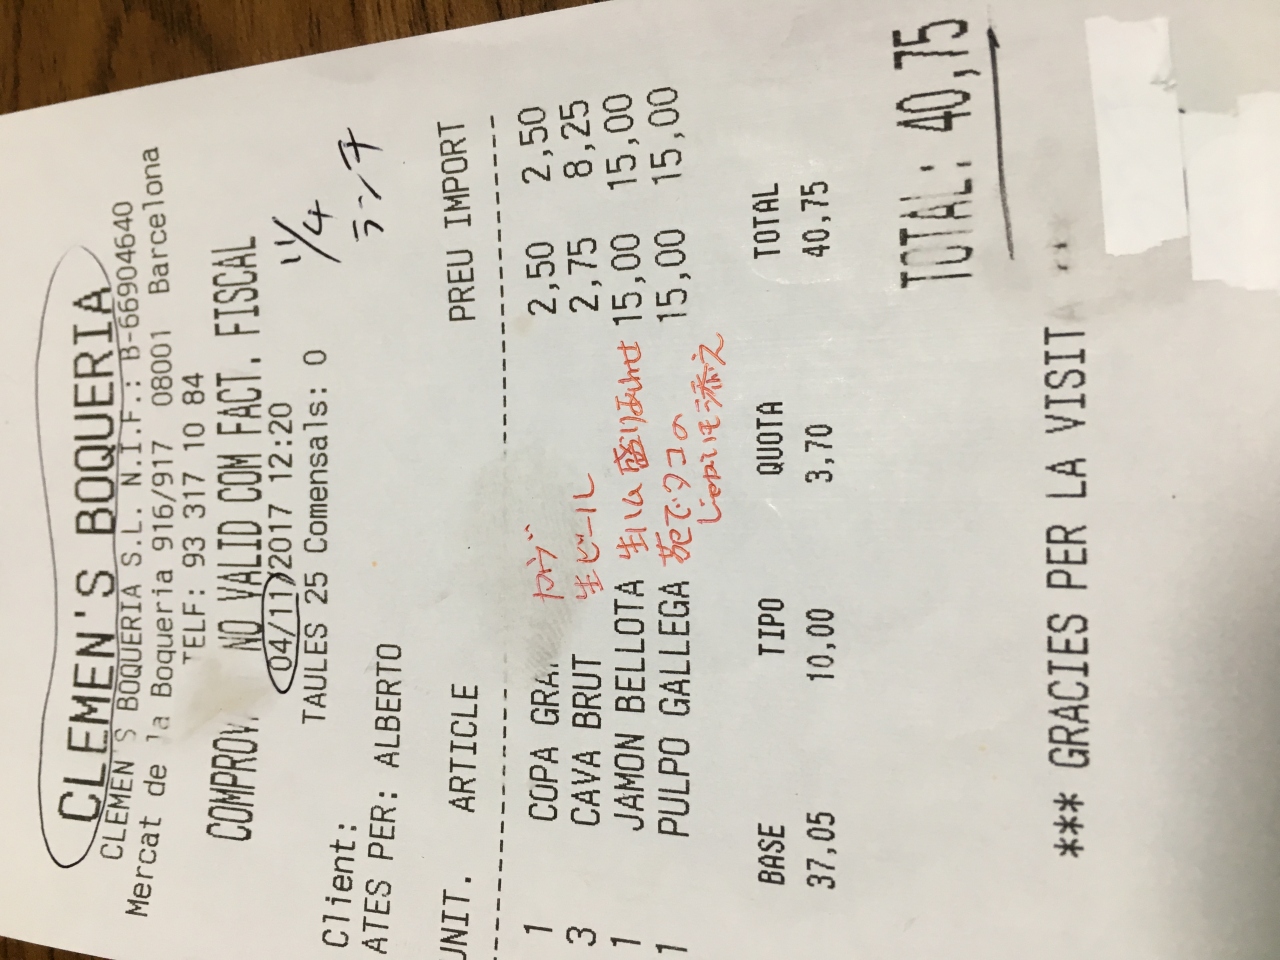 CLEMEN'S BOQUERIA
CLEMEN'S BOQUERIA S.L. N.I.F.: B-66904640
Mercat de la Boqueria 916/917 08001 Barcelona
TELF: 93 317 10 84
NO VALID COM FACT. FISCAL
04/11/2017 12:20
11/4
TAULES 25 Comensals: 0
ランチ
Client:
ATES PER: ALBERTO
UNIT. ARTICLE PREU IMPORT
1 COPA カヴァ 2,50 2,50
3 CAVA BRUT 生ビール 2,75 8,25
1 JAMON BELLOTA 生ハム盛りあわせ 15,00 15,00
1 PULPO GALLEGA 茹でタコの 15,00 15,00
じゃがいも添え
BASE TIPO QUOTA TOTAL
37,05 10,00 3,70 40,75
TOTAL: 40,75
*** GRACIES PER LA VISITA